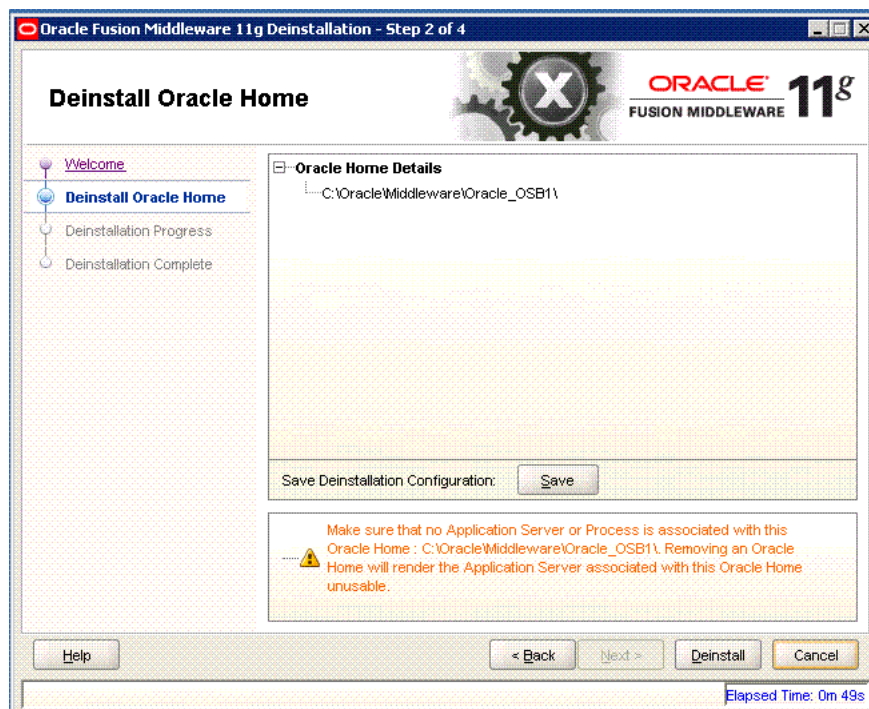 Oracle Fusion Middleware 11g Deinstallation - Step 2 of 4
Deinstall Oracle Home
X
ORACLE
FUSION MIDDLEWARE 11g
Welcome
Deinstall Oracle Home
Deinstallation Progress
Deinstallation Complete
Oracle Home Details
C:\Oracle\Middleware\Oracle_OSB1\
Save Deinstallation Configuration: Save
Make sure that no Application Server or Process is associated with this
Oracle Home : C:\Oracle\Middleware\Oracle_OSB1\. Removing an Oracle
Home will render the Application Server associated with this Oracle Home
unusable.
Help < Back Next > Deinstall Cancel
Elapsed Time: 0m 49s